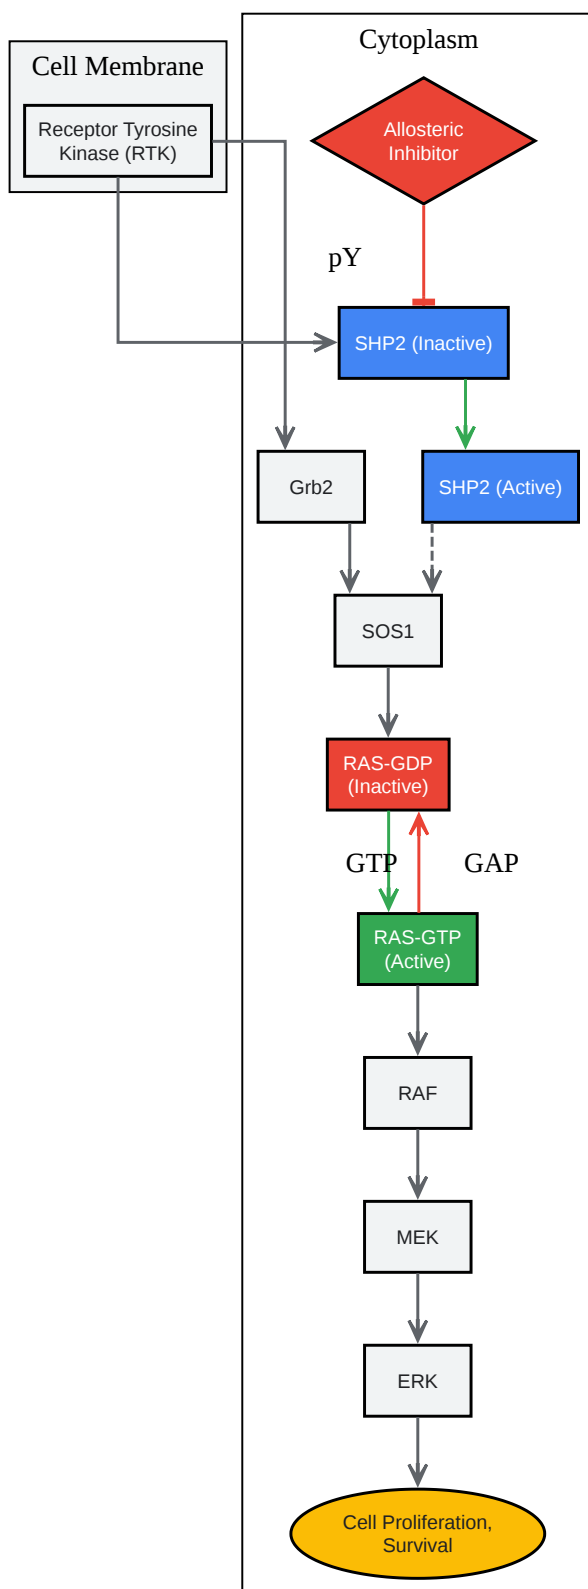 Cytoplasm
Cell Membrane
Receptor Tyrosine
Kinase (RTK)
Allosteric
Inhibitor
pY
SHP2 (Inactive)
Grb2
SHP2 (Active)
SOS1
RAS-GDP
(Inactive)
GTP
GAP
RAS-GTP
(Active)
RAF
MEK
ERK
Cell Proliferation,
Survival